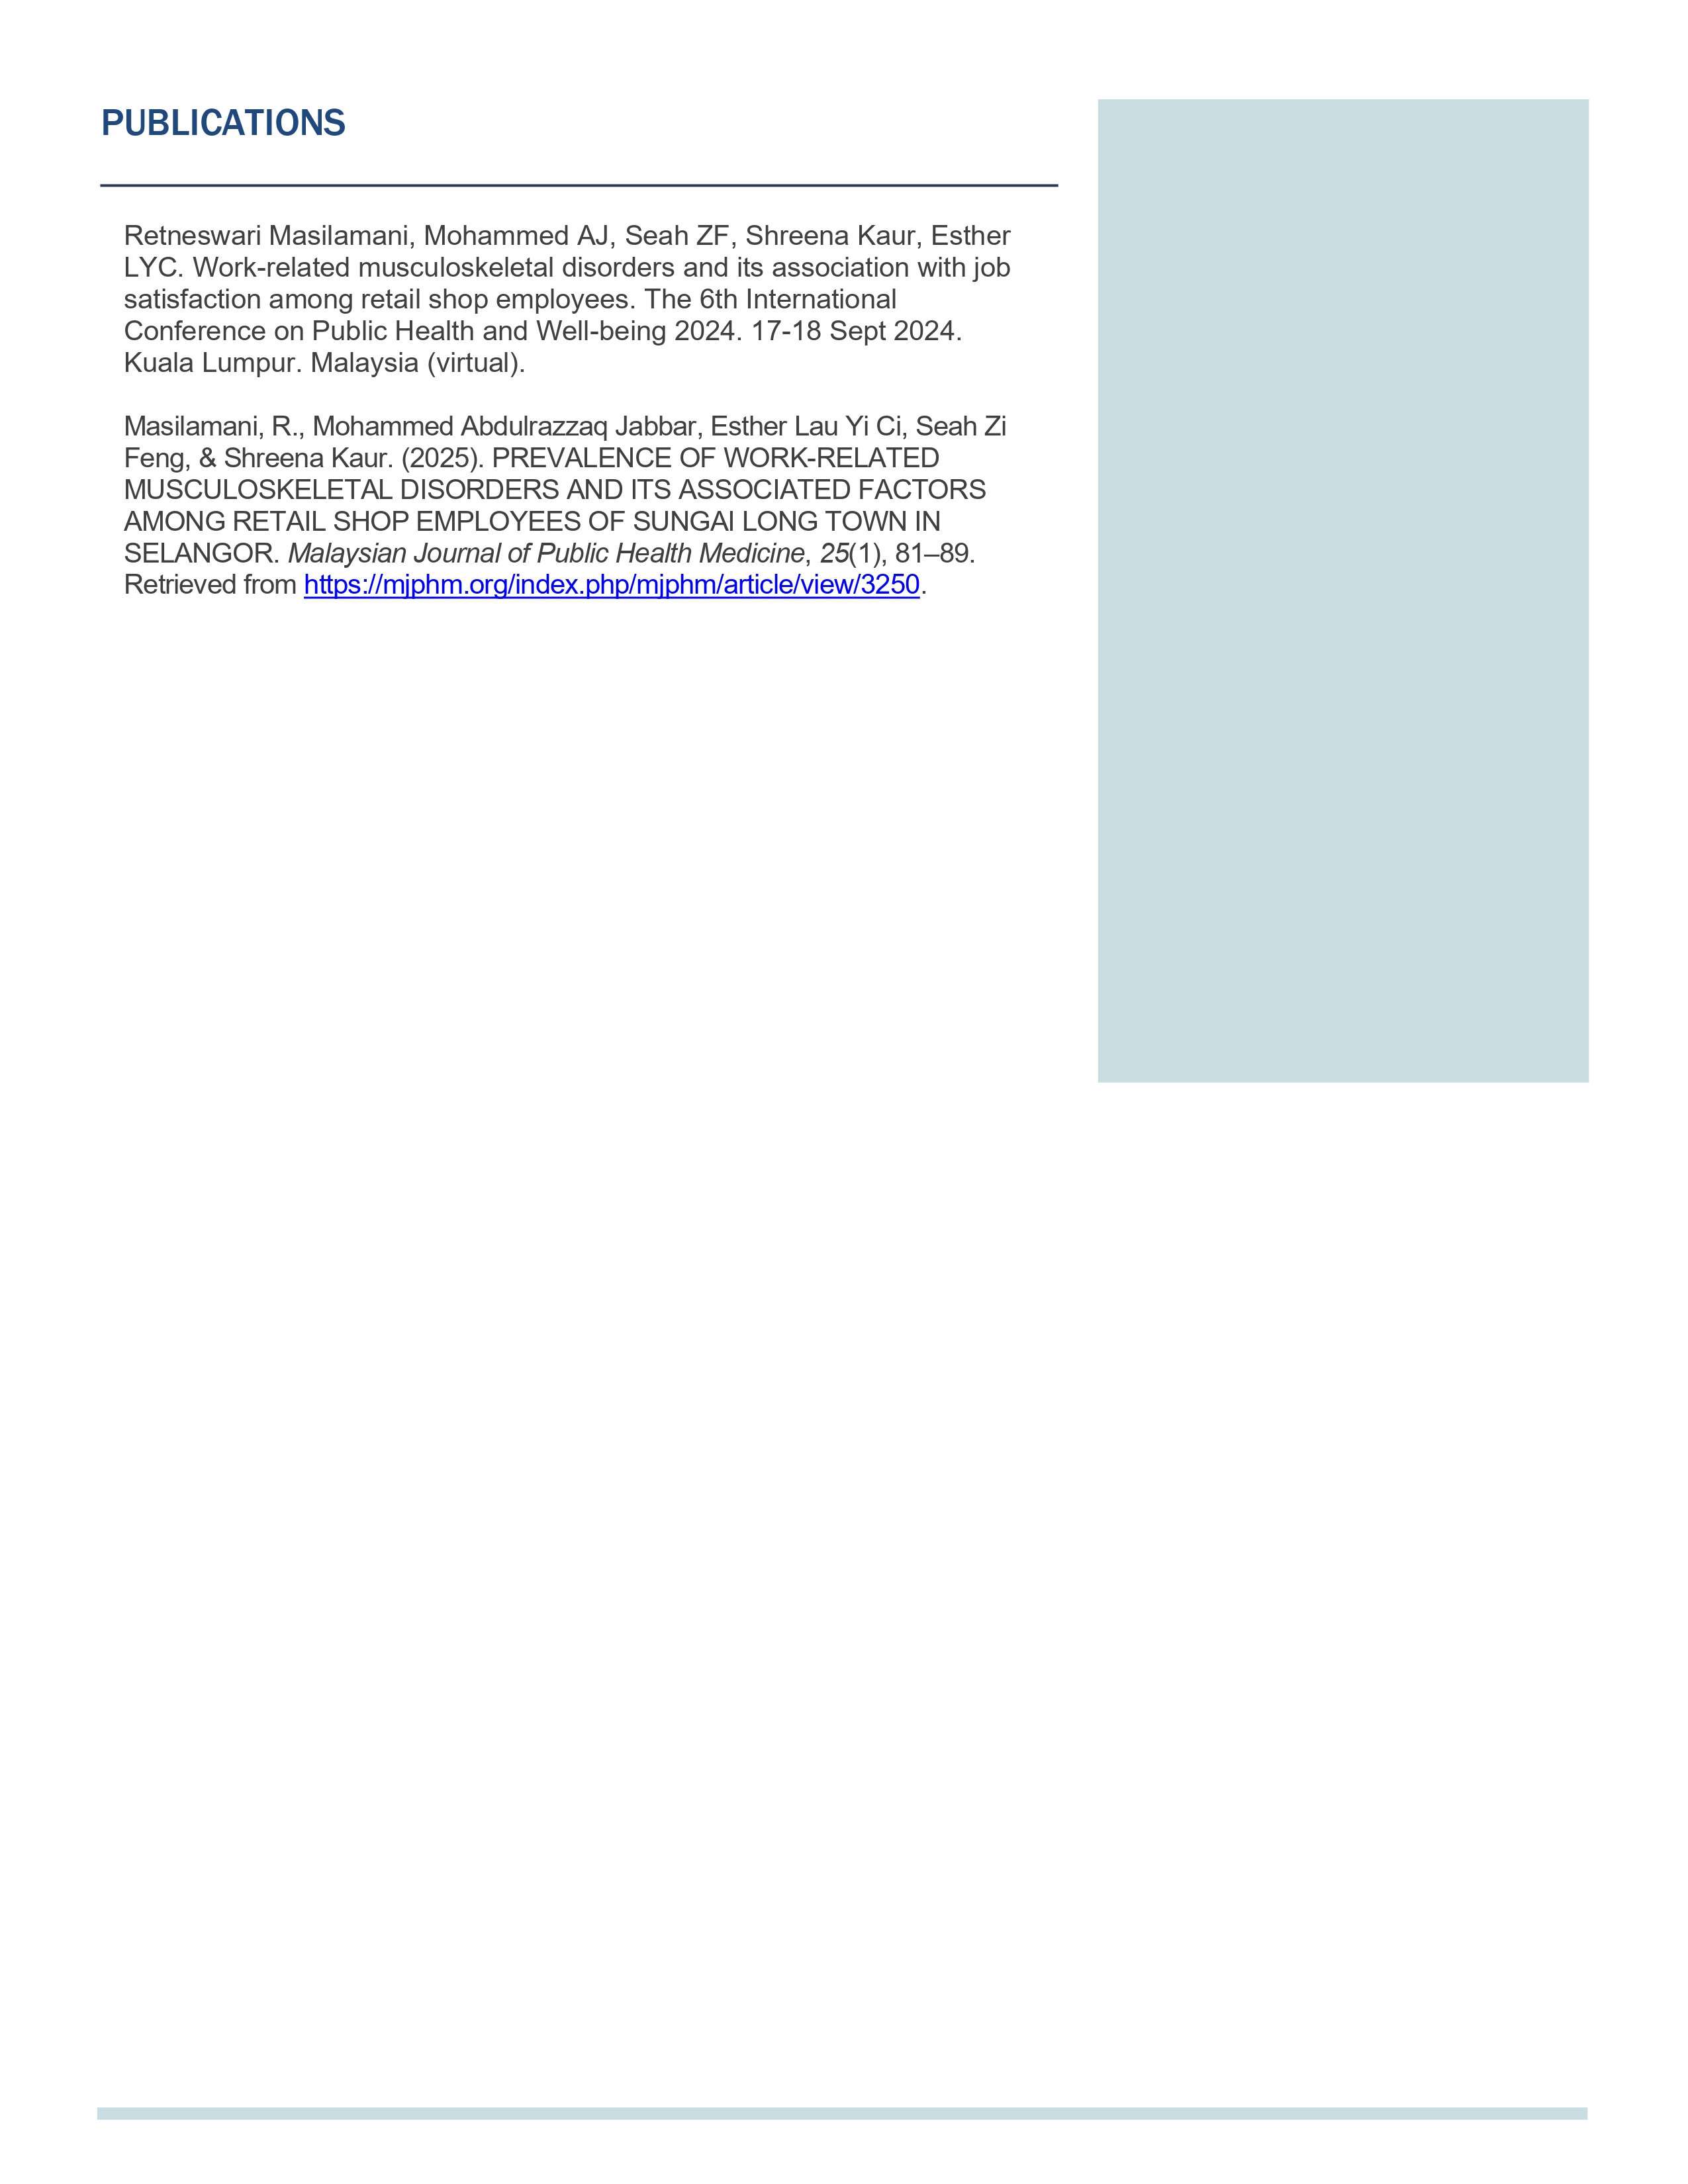 PUBLICATIONS
Retneswari Masilamani, Mohammed AJ, Seah ZF, Shreena Kaur, Esther
LYC. Work-related musculoskeletal disorders and its association with job
satisfaction among retail shop employees. The 6th International
Conference on Public Health and Well-being 2024. 17-18 Sept 2024.
Kuala Lumpur. Malaysia (virtual).
Masilamani, R., Mohammed Abdulrazzaq Jabbar, Esther Lau Yi Ci, Seah Zi
Feng, & Shreena Kaur. (2025). PREVALENCE OF WORK-RELATED
MUSCULOSKELETAL DISORDERS AND ITS ASSOCIATED FACTORS
AMONG RETAIL SHOP EMPLOYEES OF SUNGAI LONG TOWN IN
SELANGOR. Malaysian Journal of Public Health Medicine, 25(1), 81–89.
Retrieved from https://mjphm.org/index.php/mjphm/article/view/3250.